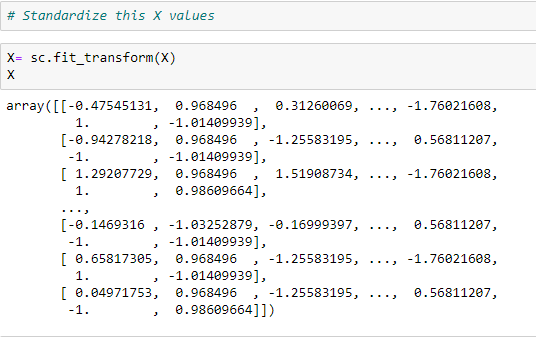 # Standardize this X values
X= sc.fit_transform(X)
X
array([[-0.47545131,  0.968496  ,  0.31260069, ..., -1.76021608,
         1.        , -1.01409939],
       [-0.94278218,  0.968496  , -1.25583195, ...,  0.56811207,
        -1.        , -1.01409939],
       [ 1.29207729,  0.968496  ,  1.51908734, ..., -1.76021608,
         1.        ,  0.98609664],
       ...,
       [-0.1469316 , -1.03252879, -0.16999397, ...,  0.56811207,
        -1.        , -1.01409939],
       [ 0.65817305,  0.968496  , -1.25583195, ..., -1.76021608,
         1.        , -1.01409939],
       [ 0.04971753,  0.968496  , -1.25583195, ...,  0.56811207,
        -1.        ,  0.98609664]])